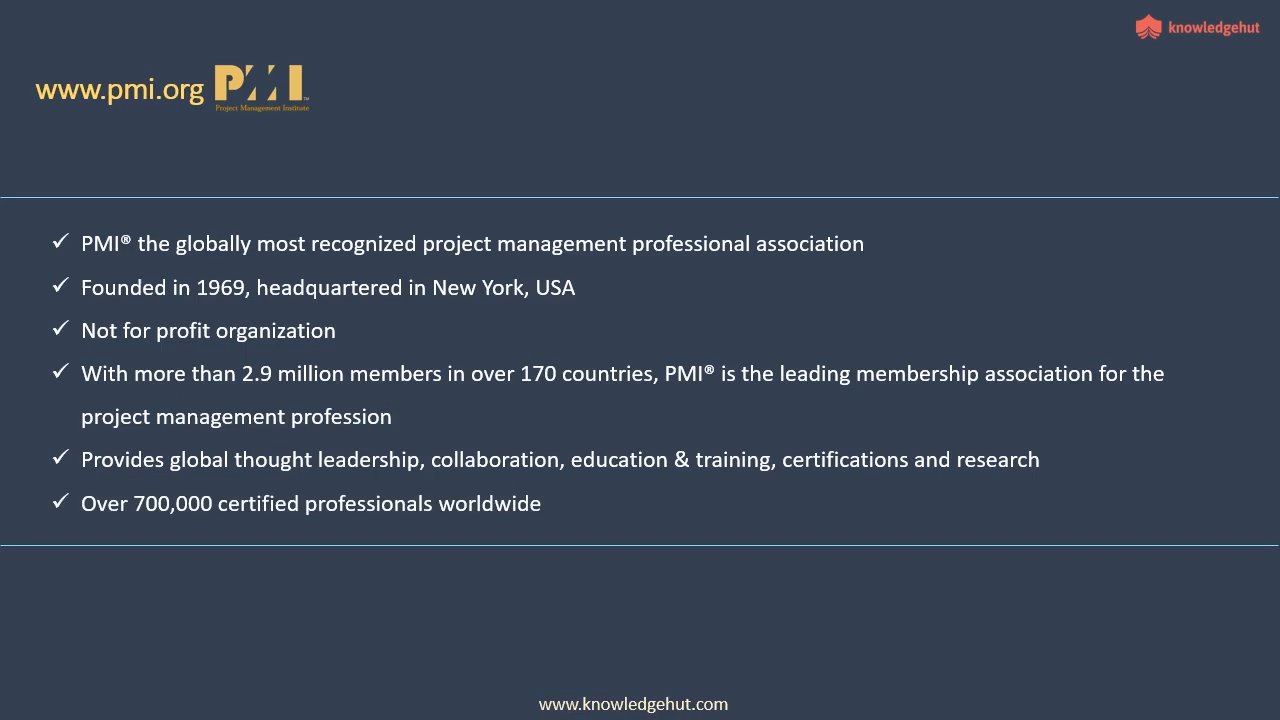 knowledgehut
www.pmi.org PMI™
Project Management Institute
✓ PMI® the globally most recognized project management professional association
✓ Founded in 1969, headquartered in New York, USA
✓ Not for profit organization
✓ With more than 2.9 million members in over 170 countries, PMI® is the leading membership association for the
project management profession
✓ Provides global thought leadership, collaboration, education & training, certifications and research
✓ Over 700,000 certified professionals worldwide
www.knowledgehut.com